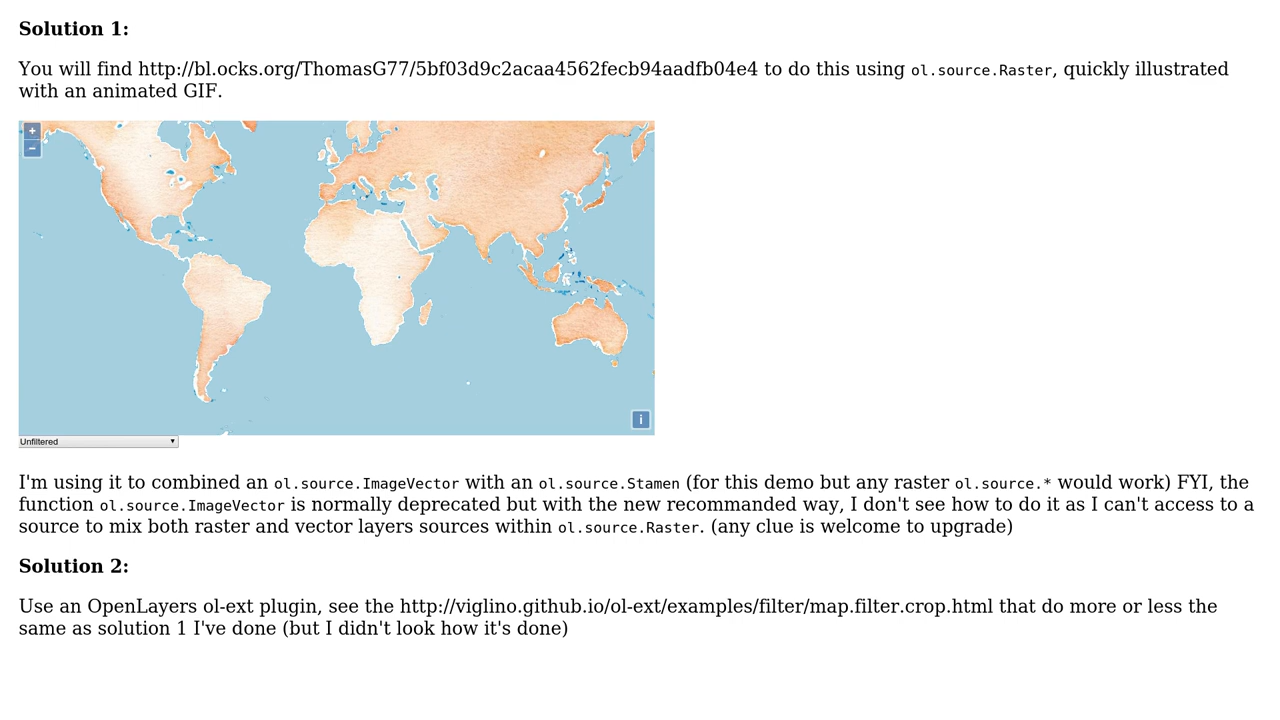 Solution 1:
You will find http://bl.ocks.org/ThomasG77/5bf03d9c2acaa4562fecb94aadfb04e4 to do this using ol.source.Raster, quickly illustrated
with an animated GIF.
+
−
i
Unfiltered
I'm using it to combined an ol.source.ImageVector with an ol.source.Stamen (for this demo but any raster ol.source.* would work) FYI, the
function ol.source.ImageVector is normally deprecated but with the new recommanded way, I don't see how to do it as I can't access to a
source to mix both raster and vector layers sources within ol.source.Raster. (any clue is welcome to upgrade)
Solution 2:
Use an OpenLayers ol-ext plugin, see the http://viglino.github.io/ol-ext/examples/filter/map.filter.crop.html that do more or less the
same as solution 1 I've done (but I didn't look how it's done)